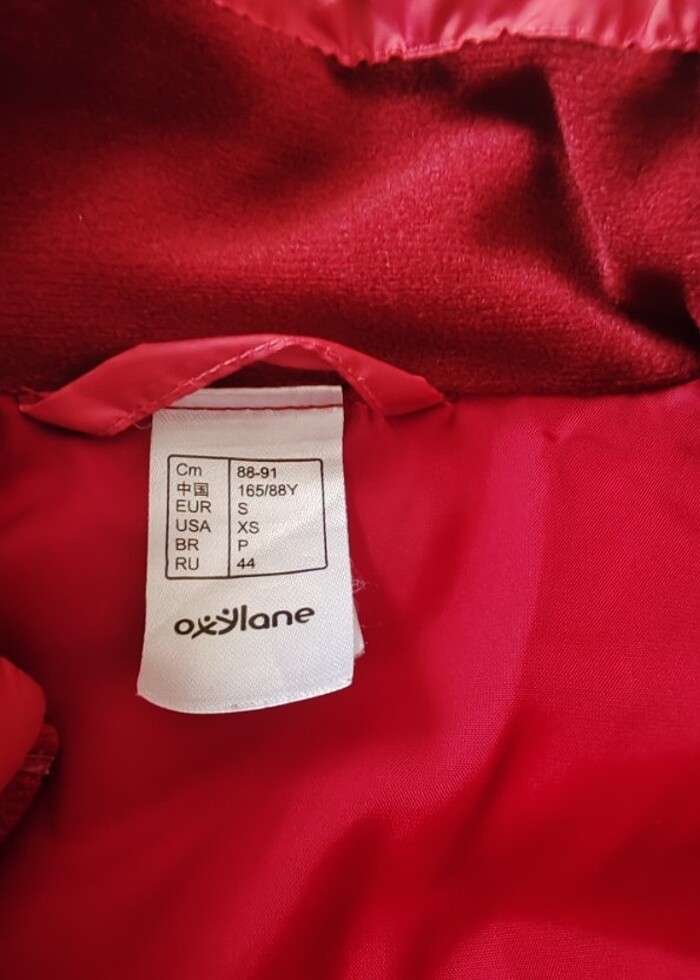 Cm 88-91
中国 165/88Y
EUR S
USA XS
BR P
RU 44
oxylane